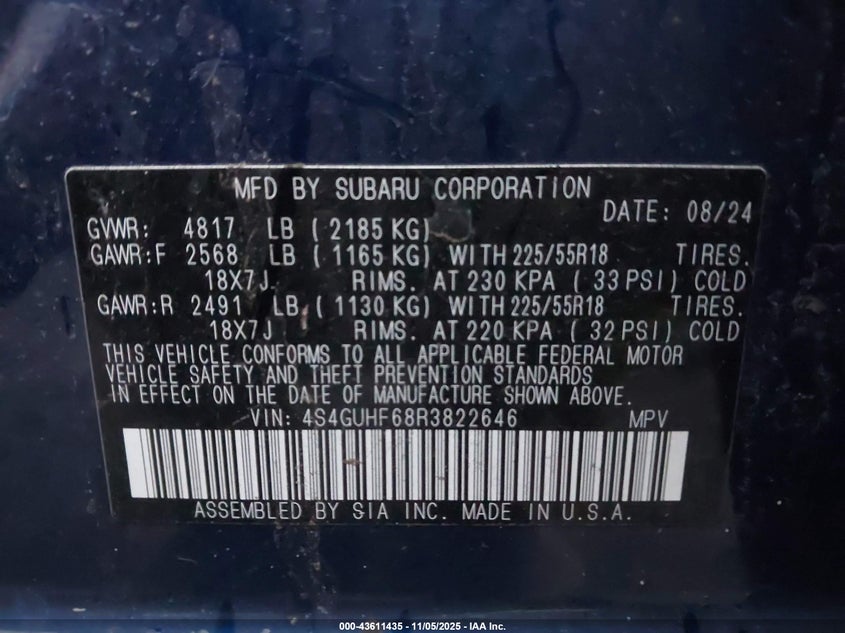 MFD BY SUBARU CORPORATION
DATE: 08/24
GVWR: 4817 LB ( 2185 KG)
GAWR:F 2568 LB ( 1165 KG) WITH 225/55R18 TIRES.
18X7J RIMS. AT 230 KPA ( 33 PSI) COLD
GAWR:R 2491 LB ( 1130 KG) WITH 225/55R18 TIRES.
18X7J RIMS. AT 220 KPA ( 32 PSI) COLD
THIS VEHICLE CONFORMS TO ALL APPLICABLE FEDERAL MOTOR
VEHICLE SAFETY AND THEFT PREVENTION STANDARDS
IN EFFECT ON THE DATE OF MANUFACTURE SHOWN ABOVE.
VIN: 4S4GUHF68R3822646 MPV
ASSEMBLED BY SIA INC. MADE IN U.S.A.
000-43611435 - 11/05/2025 - IAA Inc.